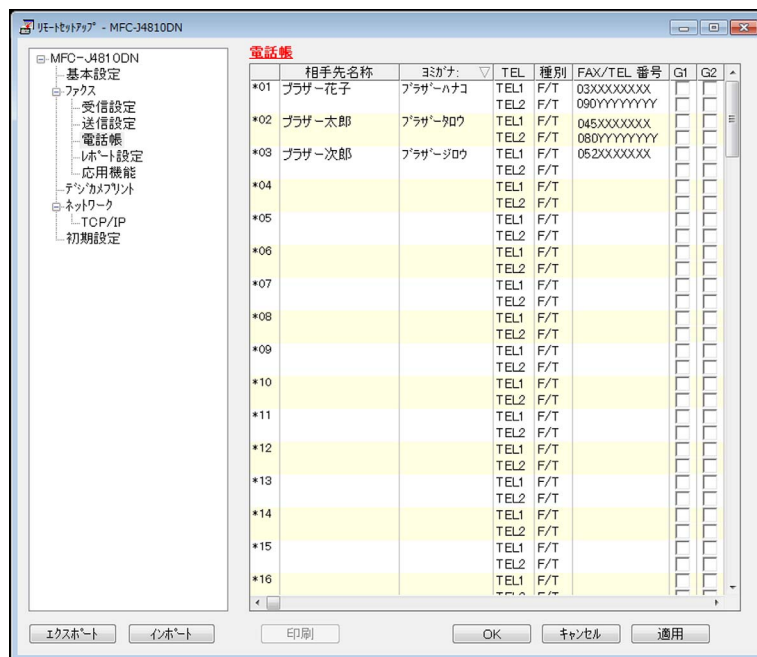 リモートセットアップ - MFC-J4810DN
MFC-J4810DN
基本設定
ファクス
受信設定
送信設定
電話帳
レポート設定
応用機能
デジカメプリント
ネットワーク
TCP/IP
初期設定
電話帳
相手先名称 ヨミガナ: TEL 種別 FAX/TEL 番号 G1 G2
*01 ブラザー花子 ブラザーハナコ TEL1 F/T 03XXXXXXXX
TEL2 F/T 090YYYYYYYY
*02 ブラザー太郎 ブラザータロウ TEL1 F/T 045XXXXXXX
TEL2 F/T 080YYYYYYYY
*03 ブラザー次郎 ブラザージロウ TEL1 F/T 052XXXXXXX
TEL2 F/T
*04 TEL1 F/T
TEL2 F/T
*05 TEL1 F/T
TEL2 F/T
*06 TEL1 F/T
TEL2 F/T
*07 TEL1 F/T
TEL2 F/T
*08 TEL1 F/T
TEL2 F/T
*09 TEL1 F/T
TEL2 F/T
*10 TEL1 F/T
TEL2 F/T
*11 TEL1 F/T
TEL2 F/T
*12 TEL1 F/T
TEL2 F/T
*13 TEL1 F/T
TEL2 F/T
*14 TEL1 F/T
TEL2 F/T
*15 TEL1 F/T
TEL2 F/T
*16 TEL1 F/T
エクスポート インポート 印刷 OK キャンセル 適用